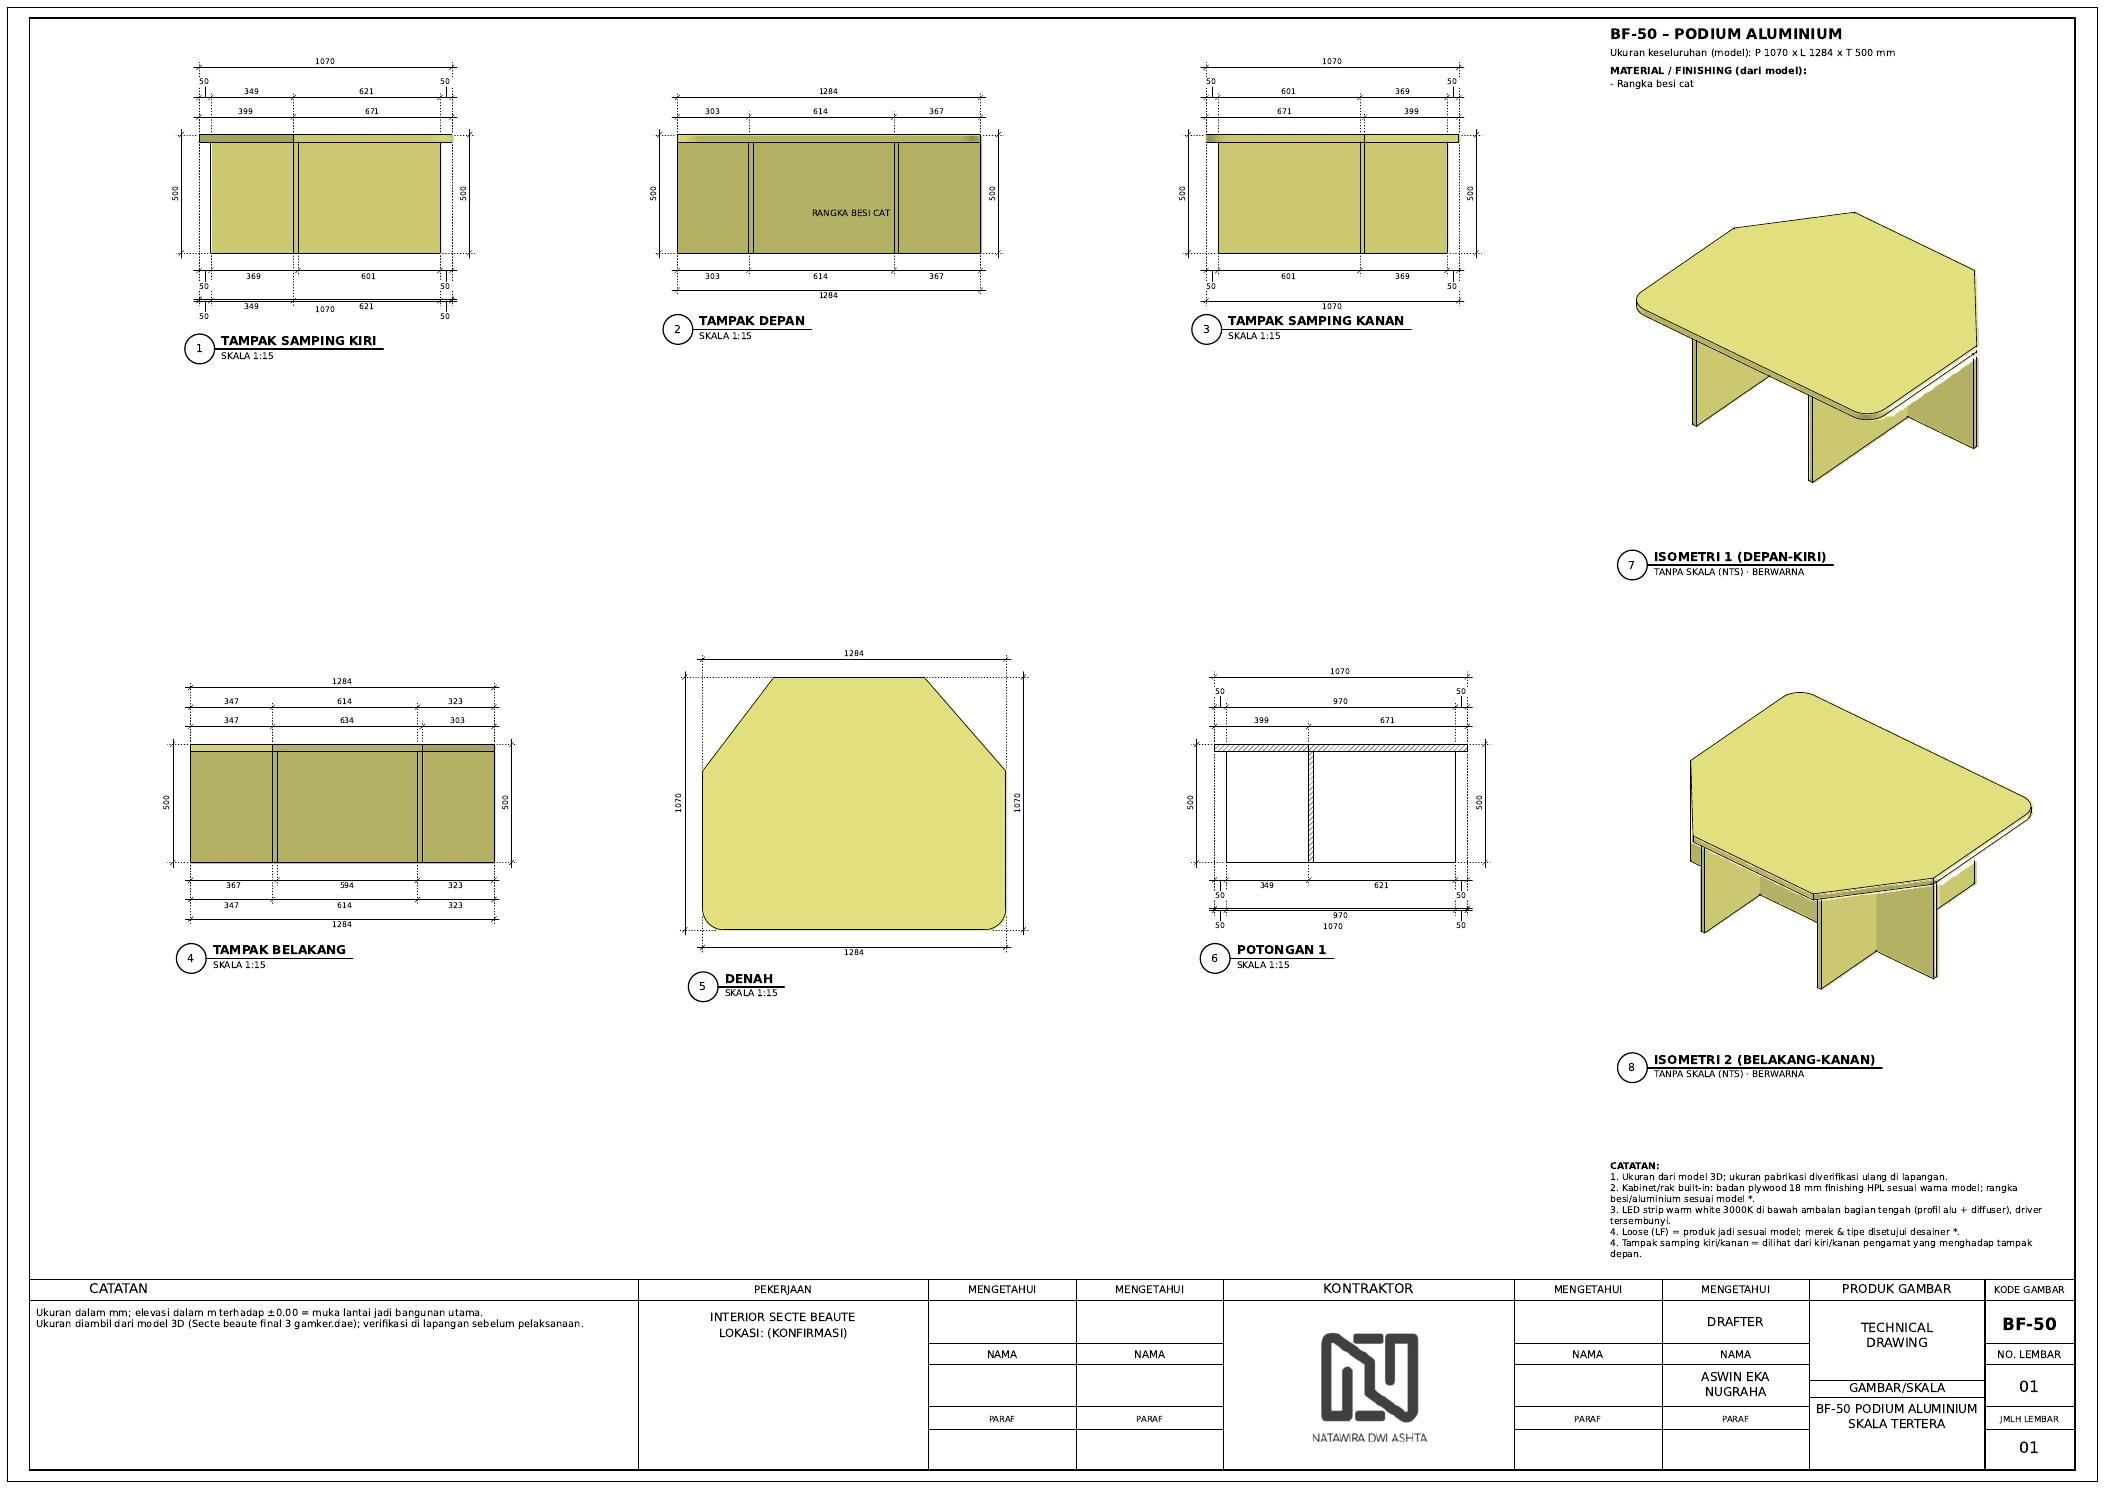 BF-50 – PODIUM ALUMINIUM
Ukuran keseluruhan (model): P 1070 x L 1284 x T 500 mm
MATERIAL / FINISHING (dari model):
- Rangka besi cat
1070
50 50
349 621
399 671
500 500
369 601
50 50
349 1070 621
50 50
1 TAMPAK SAMPING KIRI
SKALA 1:15
1284
303 614 367
500 500
RANGKA BESI CAT
303 614 367
1284
2 TAMPAK DEPAN
SKALA 1:15
1070
50 50
601 369
671 399
500 500
601 369
50 50
1070
3 TAMPAK SAMPING KANAN
SKALA 1:15
7 ISOMETRI 1 (DEPAN-KIRI)
TANPA SKALA (NTS) · BERWARNA
1284
347 614 323
347 634 303
500 500
367 594 323
347 614 323
1284
4 TAMPAK BELAKANG
SKALA 1:15
1284
1070 1070
1284
5 DENAH
SKALA 1:15
1070
50 50
970
399 671
500 500
349 621
50 50
970
50 1070 50
6 POTONGAN 1
SKALA 1:15
8 ISOMETRI 2 (BELAKANG-KANAN)
TANPA SKALA (NTS) · BERWARNA
CATATAN:
1. Ukuran dari model 3D; ukuran pabrikasi diverifikasi ulang di lapangan.
2. Kabinet/rak built-in: badan plywood 18 mm finishing HPL sesuai warna model; rangka
besi/aluminium sesuai model *.
3. LED strip warm white 3000K di bawah ambalan bagian tengah (profil alu + diffuser), driver
tersembunyi.
4. Loose (LF) = produk jadi sesuai model; merek & tipe disetujui desainer *.
4. Tampak samping kiri/kanan = dilihat dari kiri/kanan pengamat yang menghadap tampak
depan.
CATATAN
Ukuran dalam mm; elevasi dalam m terhadap ±0.00 = muka lantai jadi bangunan utama.
Ukuran diambil dari model 3D (Secte beaute final 3 gamker.dae); verifikasi di lapangan sebelum pelaksanaan.
PEKERJAAN
INTERIOR SECTE BEAUTE
LOKASI: (KONFIRMASI)
MENGETAHUI MENGETAHUI
NAMA NAMA
PARAF PARAF
KONTRAKTOR
NATAWIRA DWI ASHTA
MENGETAHUI MENGETAHUI
DRAFTER
NAMA NAMA
ASWIN EKA
NUGRAHA
PARAF PARAF
PRODUK GAMBAR
TECHNICAL
DRAWING
GAMBAR/SKALA
BF-50 PODIUM ALUMINIUM
SKALA TERTERA
KODE GAMBAR
BF-50
NO. LEMBAR
01
JMLH LEMBAR
01